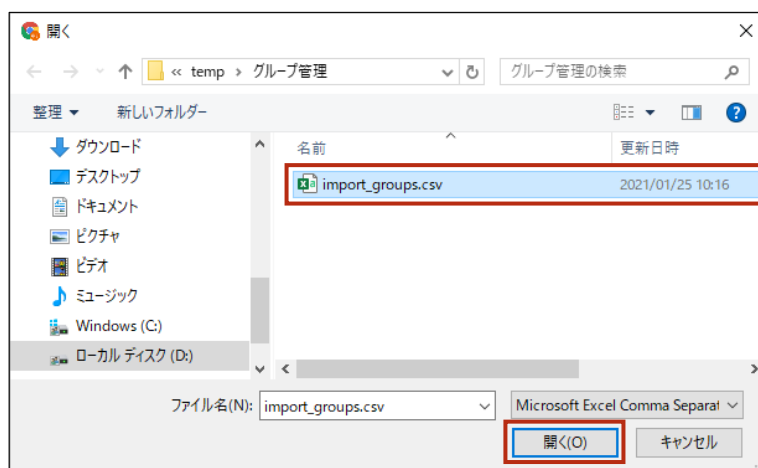 開く
« temp › グループ管理
グループ管理の検索
整理 新しいフォルダー
ダウンロード
デスクトップ
ドキュメント
ピクチャ
ビデオ
ミュージック
Windows (C:)
ローカル ディスク (D:)
名前 更新日時
import_groups.csv 2021/01/25 10:16
ファイル名(N): import_groups.csv Microsoft Excel Comma Separat
開く(O) キャンセル